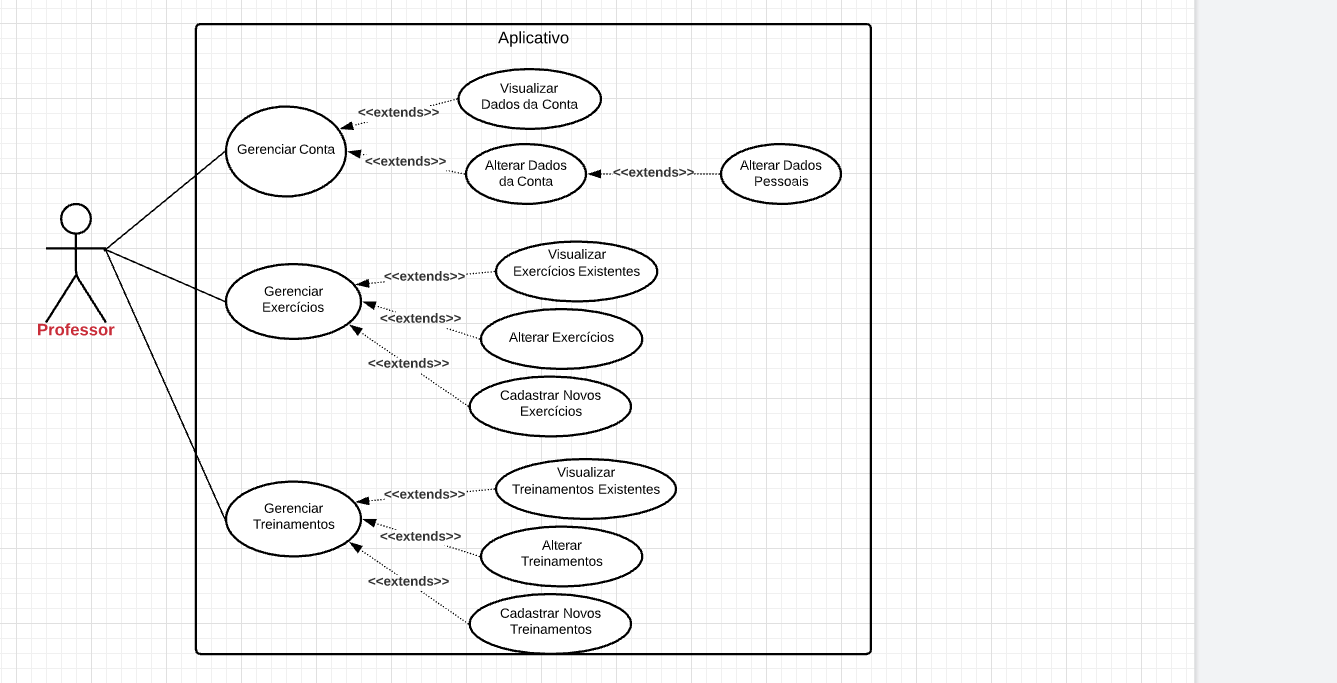 Aplicativo
Visualizar
Dados da Conta
<<extends>>
Gerenciar Conta
<<extends>>
Alterar Dados
da Conta
<<extends>>
Alterar Dados
Pessoais
Professor
Visualizar
Exercícios Existentes
<<extends>>
Gerenciar
Exercícios
<<extends>>
Alterar Exercícios
<<extends>>
Cadastrar Novos
Exercícios
Visualizar
Treinamentos Existentes
<<extends>>
Gerenciar
Treinamentos
<<extends>>
Alterar
Treinamentos
<<extends>>
Cadastrar Novos
Treinamentos